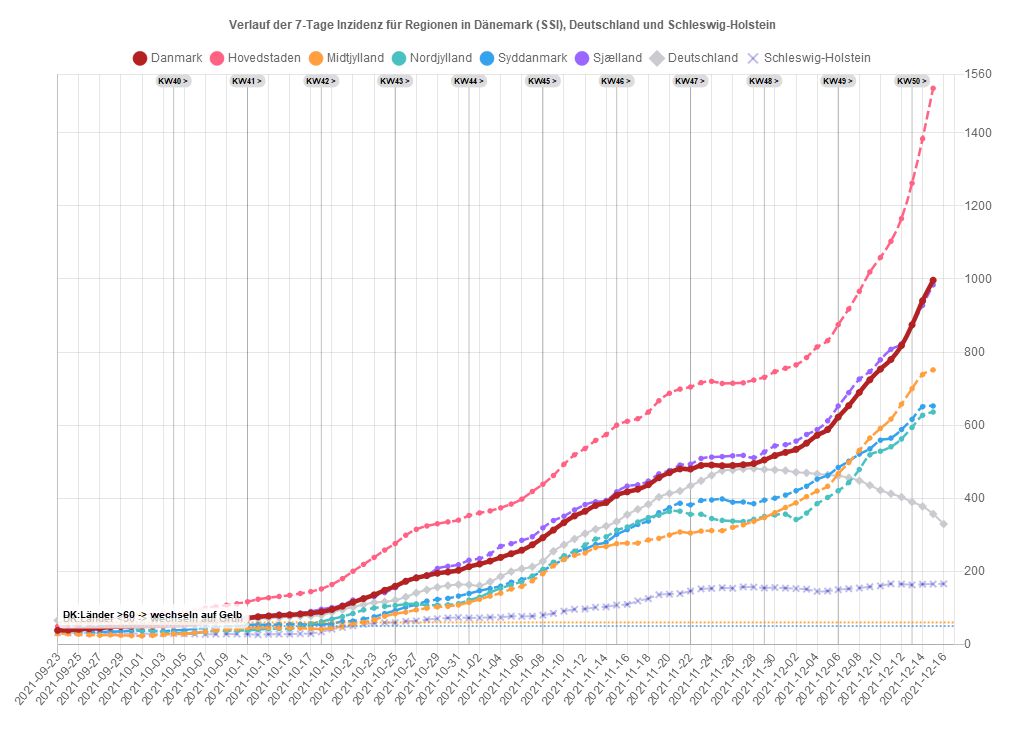 Verlauf der 7-Tage Inzidenz für Regionen in Dänemark (SSI), Deutschland und Schleswig-Holstein
Danmark Hovedstaden Midtjylland Nordjylland Syddanmark Sjælland Deutschland Schleswig-Holstein
KW40 > KW41 > KW42 > KW43 > KW44 > KW45 > KW46 > KW47 > KW48 > KW49 > KW50 >
1560
1400
1200
1000
800
600
400
200
0
DK:Länder >60 -> wechseln auf Gelb
2021-09-23 2021-09-25 2021-09-27 2021-09-29 2021-10-01 2021-10-03 2021-10-05 2021-10-07 2021-10-09 2021-10-11 2021-10-13 2021-10-15 2021-10-17 2021-10-19 2021-10-21 2021-10-23 2021-10-25 2021-10-27 2021-10-29 2021-10-31 2021-11-02 2021-11-04 2021-11-06 2021-11-08 2021-11-10 2021-11-12 2021-11-14 2021-11-16 2021-11-18 2021-11-20 2021-11-22 2021-11-24 2021-11-26 2021-11-28 2021-11-30 2021-12-02 2021-12-04 2021-12-06 2021-12-08 2021-12-10 2021-12-12 2021-12-14 2021-12-16